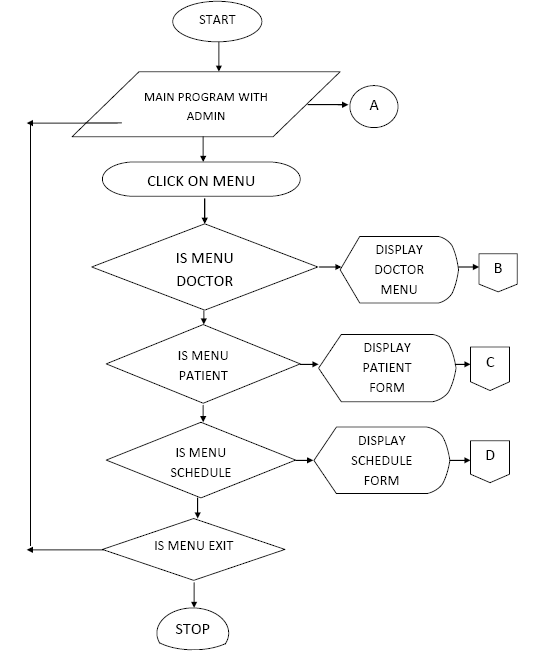 START
MAIN PROGRAM WITH
ADMIN
A
CLICK ON MENU
IS MENU
DOCTOR
DISPLAY
DOCTOR
MENU
B
IS MENU
PATIENT
DISPLAY
PATIENT
FORM
C
IS MENU
SCHEDULE
DISPLAY
SCHEDULE
FORM
D
IS MENU EXIT
STOP